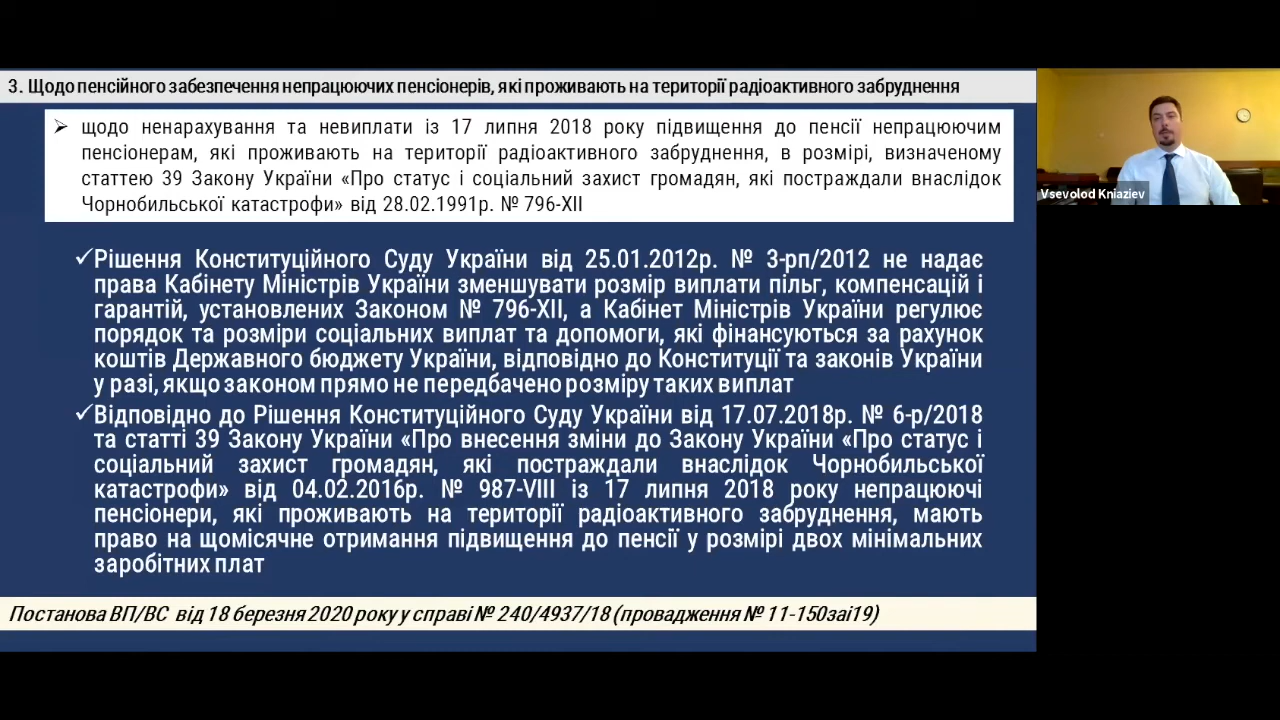 3. Щодо пенсійного забезпечення непрацюючих пенсіонерів, які проживають на території радіоактивного забруднення
щодо ненарахування та невиплати із 17 липня 2018 року підвищення до пенсії непрацюючим
пенсіонерам, які проживають на території радіоактивного забруднення, в розмірі, визначеному
статтею 39 Закону України «Про статус і соціальний захист громадян, які постраждали внаслідок
Чорнобильської катастрофи» від 28.02.1991р. № 796-XII
Vsevolod Kniaziev
Рішення Конституційного Суду України від 25.01.2012р. № 3-рп/2012 не надає
права Кабінету Міністрів України зменшувати розмір виплати пільг, компенсацій і
гарантій, установлених Законом № 796-XII, а Кабінет Міністрів України регулює
порядок та розміри соціальних виплат та допомоги, які фінансуються за рахунок
коштів Державного бюджету України, відповідно до Конституції та законів України
у разі, якщо законом прямо не передбачено розміру таких виплат
Відповідно до Рішення Конституційного Суду України від 17.07.2018р. № 6-р/2018
та статті 39 Закону України «Про внесення зміни до Закону України «Про статус і
соціальний захист громадян, які постраждали внаслідок Чорнобильської
катастрофи» від 04.02.2016р. № 987-VIII із 17 липня 2018 року непрацюючі
пенсіонери, які проживають на території радіоактивного забруднення, мають
право на щомісячне отримання підвищення до пенсії у розмірі двох мінімальних
заробітних плат
Постанова ВП/ВС від 18 березня 2020 року у справі № 240/4937/18 (провадження № 11-150заі19)